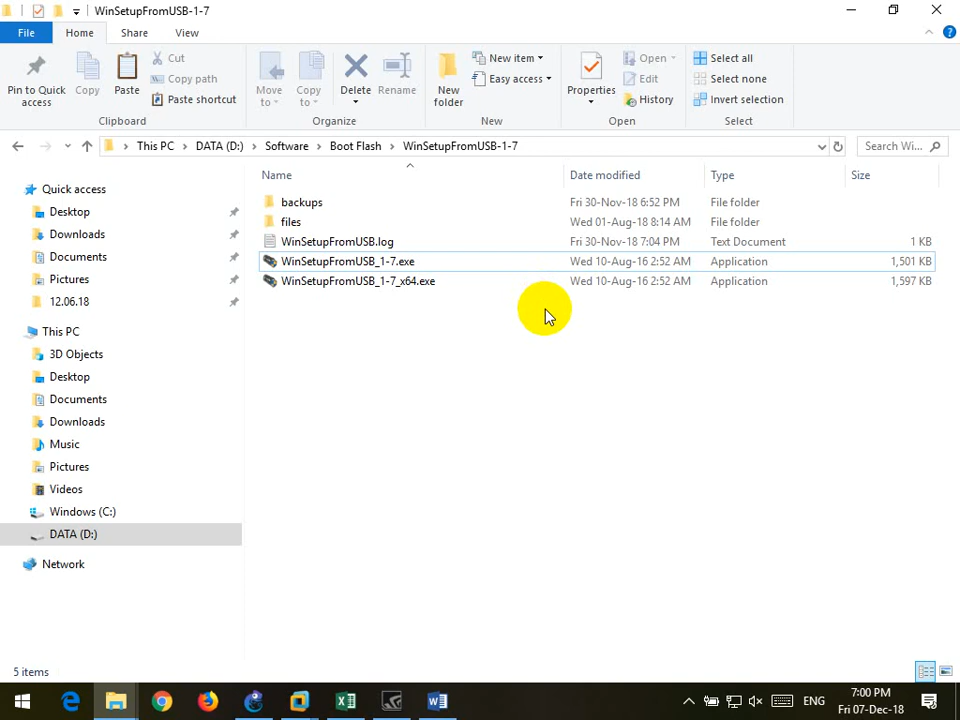 WinSetupFromUSB-1-7
File Home Share View
Pin to Quick access
Copy
Paste
Cut
Copy path
Paste shortcut
Clipboard
Move to
Copy to
Delete
Rename
Organize
New folder
New item
Easy access
New
Properties
Open
Edit
History
Open
Select all
Select none
Invert selection
Select
This PC > DATA (D:) > Software > Boot Flash > WinSetupFromUSB-1-7
Search Wi...
Quick access
Desktop
Downloads
Documents
Pictures
12.06.18
This PC
3D Objects
Desktop
Documents
Downloads
Music
Pictures
Videos
Windows (C:)
DATA (D:)
Network
Name Date modified Type Size
backups Fri 30-Nov-18 6:52 PM File folder
files Wed 01-Aug-18 8:14 AM File folder
WinSetupFromUSB.log Fri 30-Nov-18 7:04 PM Text Document 1 KB
WinSetupFromUSB_1-7.exe Wed 10-Aug-16 2:52 AM Application 1,501 KB
WinSetupFromUSB_1-7_x64.exe Wed 10-Aug-16 2:52 AM Application 1,597 KB
5 items
ENG
7:00 PM
Fri 07-Dec-18